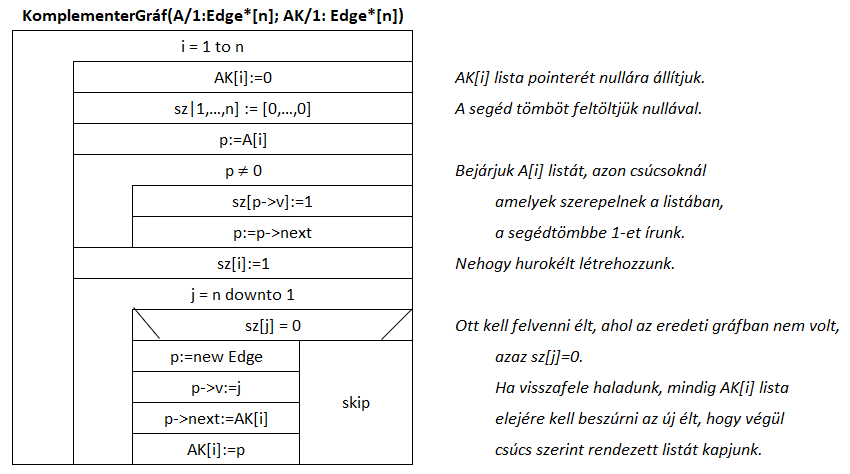 KomplementerGráf(A/1:Edge*[n]; AK/1: Edge*[n])
i = 1 to n
AK[i]:=0
AK[i] lista pointerét nullára állítjuk.
sz|1,...,n] := [0,...,0]
A segéd tömböt feltöltjük nullával.
p:=A[i]
p ≠ 0
Bejárjuk A[i] listát, azon csúcsoknál
sz[p->v]:=1
amelyek szerepelnek a listában,
p:=p->next
a segédtömbbe 1-et írunk.
sz[i]:=1
Nehogy hurokélt létrehozzunk.
j = n downto 1
sz[j] = 0
Ott kell felvenni élt, ahol az eredeti gráfban nem volt,
p:=new Edge
azaz sz[j]=0.
p->v:=j
Ha visszafele haladunk, mindig AK[i] lista
skip
p->next:=AK[i]
elejére kell beszúrni az új élt, hogy végül
AK[i]:=p
csúcs szerint rendezett listát kapjunk.